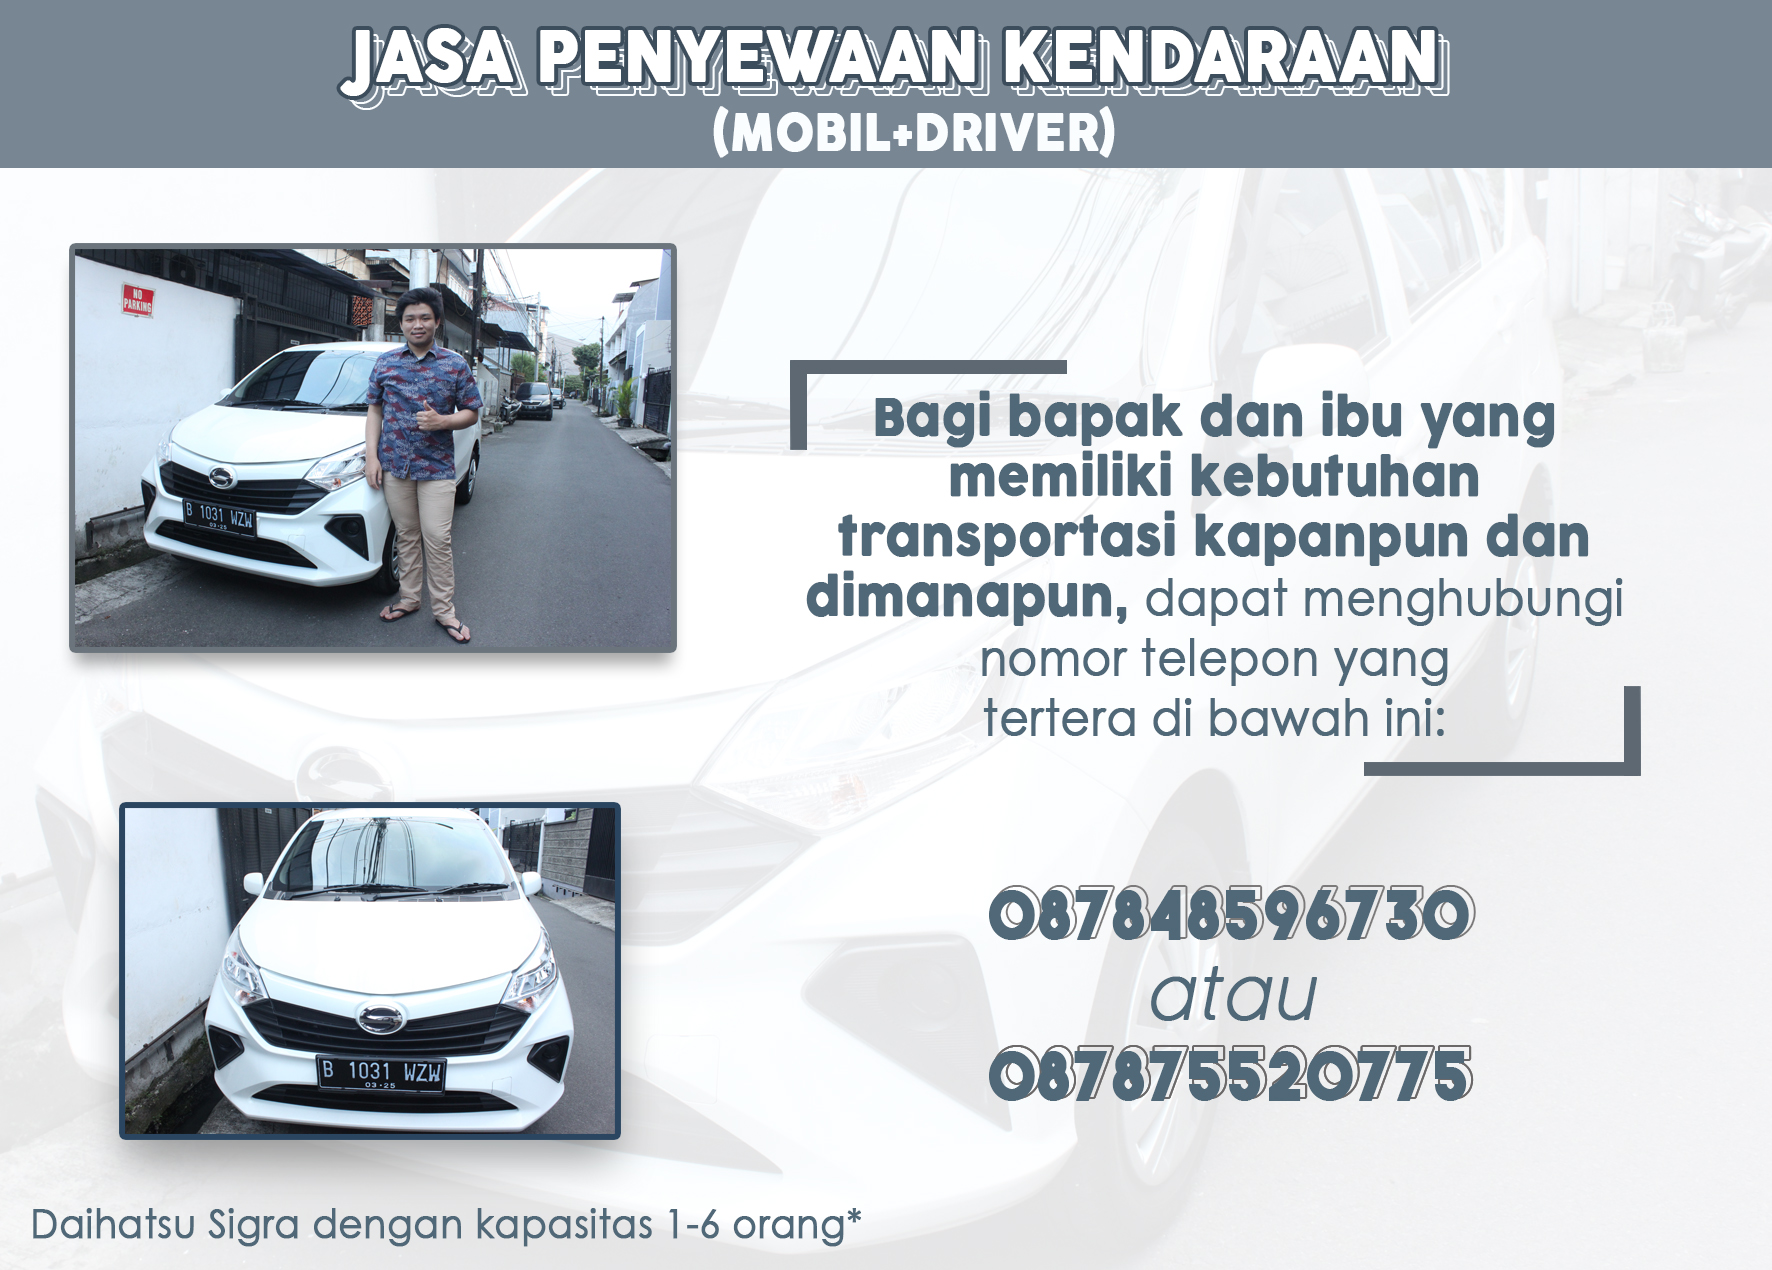 JASA PENYEWAAN KENDARAAN
(MOBIL+DRIVER)
NO
PARKING
B 1031 WZW
03·25
Bagi bapak dan ibu yang
memiliki kebutuhan
transportasi kapanpun dan
dimanapun, dapat menghubungi
nomor telepon yang
tertera di bawah ini:
B 1031 WZW
03·25
087848596730
atau
087875520775
Daihatsu Sigra dengan kapasitas 1-6 orang*